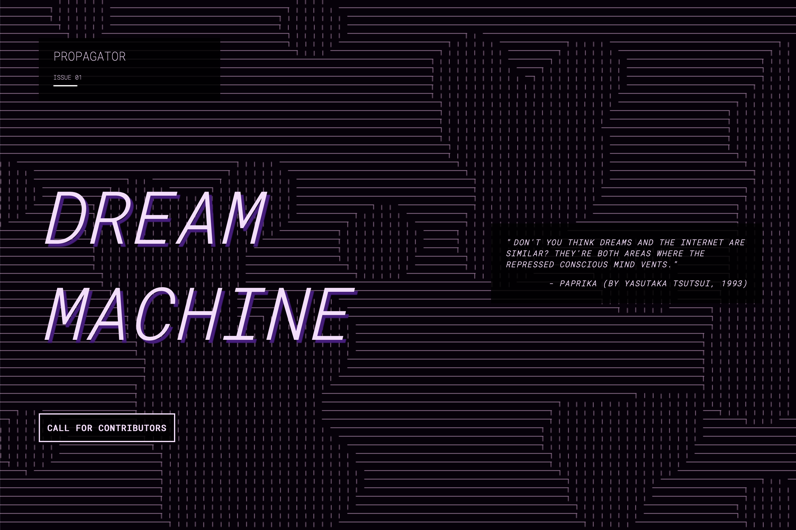 PROPAGATOR
ISSUE 01
DREAM
MACHINE
"DON'T YOU THINK DREAMS AND THE INTERNET ARE
SIMILAR? THEY'RE BOTH AREAS WHERE THE
REPRESSED CONSCIOUS MIND VENTS."
- PAPRIKA (BY YASUTAKA TSUTSUI, 1993)
CALL FOR CONTRIBUTORS